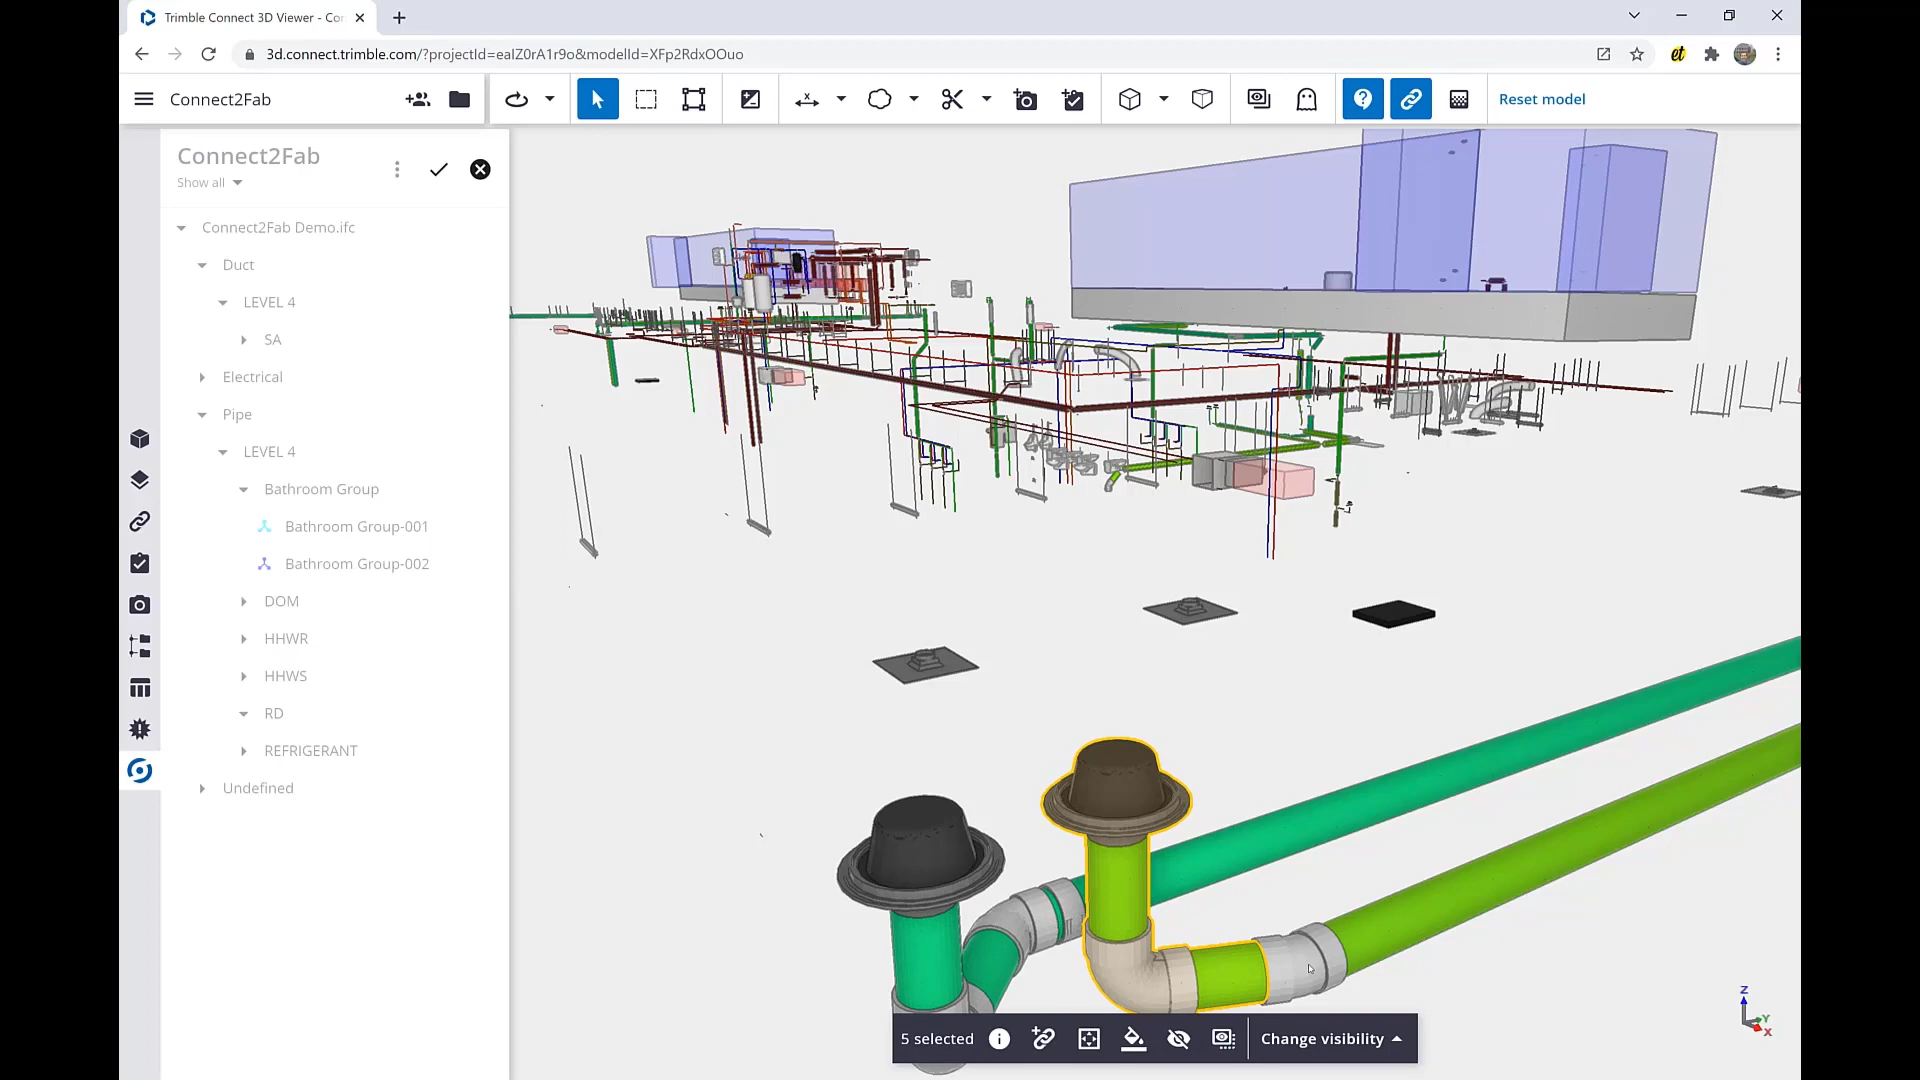 Trimble Connect 3D Viewer - Co
3d.connect.trimble.com/?projectId=eaIZ0rA1r9o&modelId=XFp2RdxOOuo
et
Connect2Fab
Reset model
Connect2Fab
Show all
Connect2Fab Demo.ifc
Duct
LEVEL 4
SA
Electrical
Pipe
LEVEL 4
Bathroom Group
Bathroom Group-001
Bathroom Group-002
DOM
HHWR
HHWS
RD
REFRIGERANT
Undefined
5 selected
Change visibility
Z
Y
X